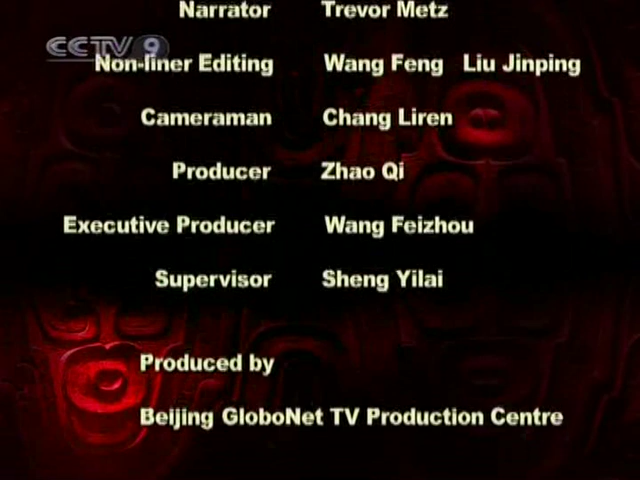 Narrator Trevor Metz
CCTV 9
Non-liner Editing Wang Feng Liu Jinping
Cameraman Chang Liren
Producer Zhao Qi
Executive Producer Wang Feizhou
Supervisor Sheng Yilai
Produced by
Beijing GloboNet TV Production Centre